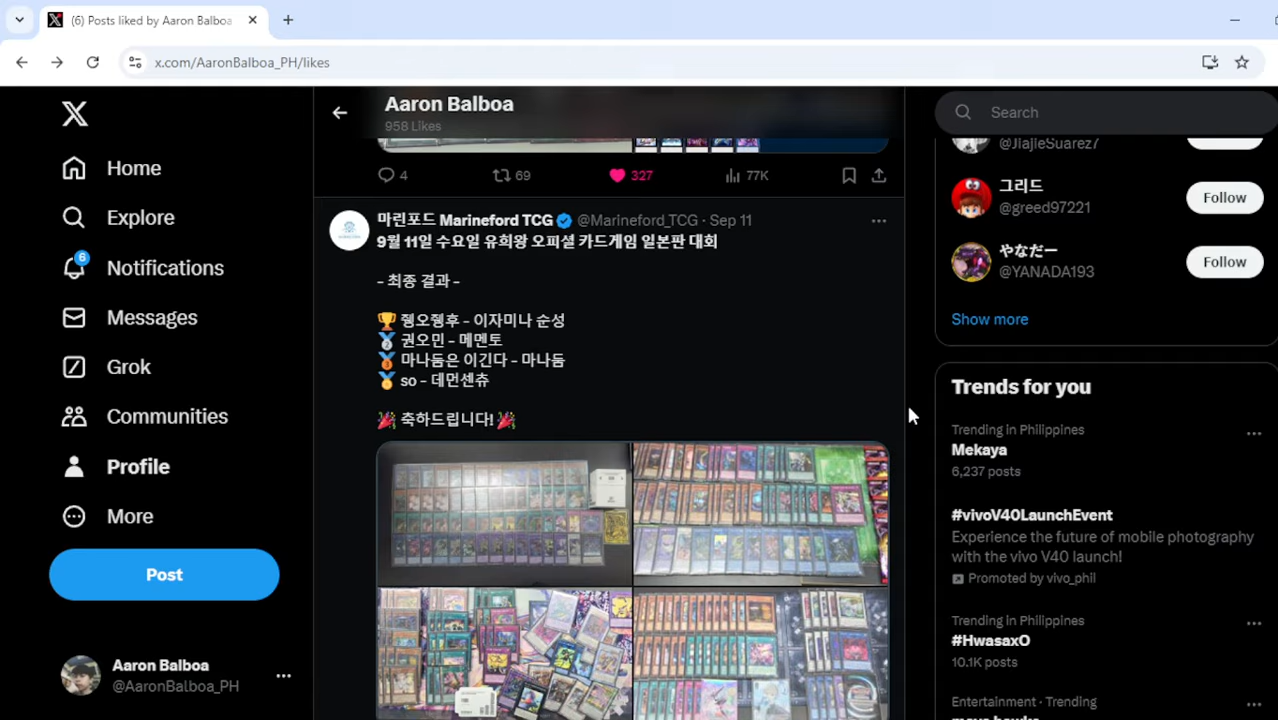 (6) Posts liked by Aaron Balboa
x.com/AaronBalboa_PH/likes
Home
Explore
6
Notifications
Messages
Grok
Communities
Profile
More
Post
Aaron Balboa
@AaronBalboa_PH
Aaron Balboa
958 Likes
4
69
327
77K
마린포드 Marineford TCG @Marineford_TCG · Sep 11
9월 11일 수요일 유희왕 오피셜 카드게임 일본판 대회
- 최종 결과 -
🏆 쮕오쮕후 - 이자미나 순성
🥈 권오민 - 메멘토
🥉 마나둠은 이긴다 - 마나둠
🏅 so - 데먼센츄
🎉 축하드립니다! 🎉
Search
@JiajieSuarez7
Follow
그리드
@greed97221
Follow
やなだー
@YANADA193
Follow
Show more
Trends for you
Trending in Philippines
Mekaya
6,237 posts
#vivoV40LaunchEvent
Experience the future of mobile photography
with the vivo V40 launch!
Promoted by vivo_phil
Trending in Philippines
#HwasaxO
10.1K posts
Entertainment · Trending